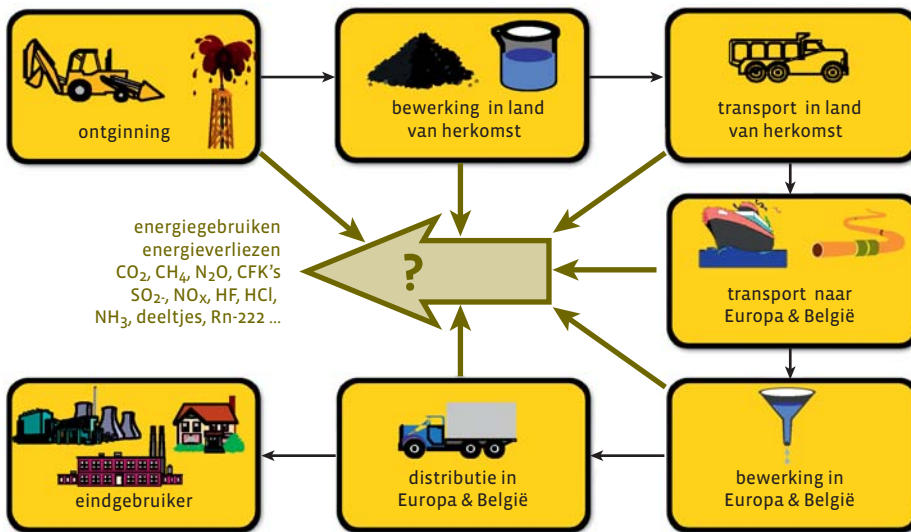 ontginning
bewerking in land
van herkomst
transport in land
van herkomst
energiegebruiken
energieverliezen
CO₂, CH₄, N₂O, CFK's
SO₂-, NOₓ, HF, HCl,
NH₃, deeltjes, Rn-222 ...
?
transport naar
Europa & België
eindgebruiker
distributie in
Europa & België
bewerking in
Europa & België